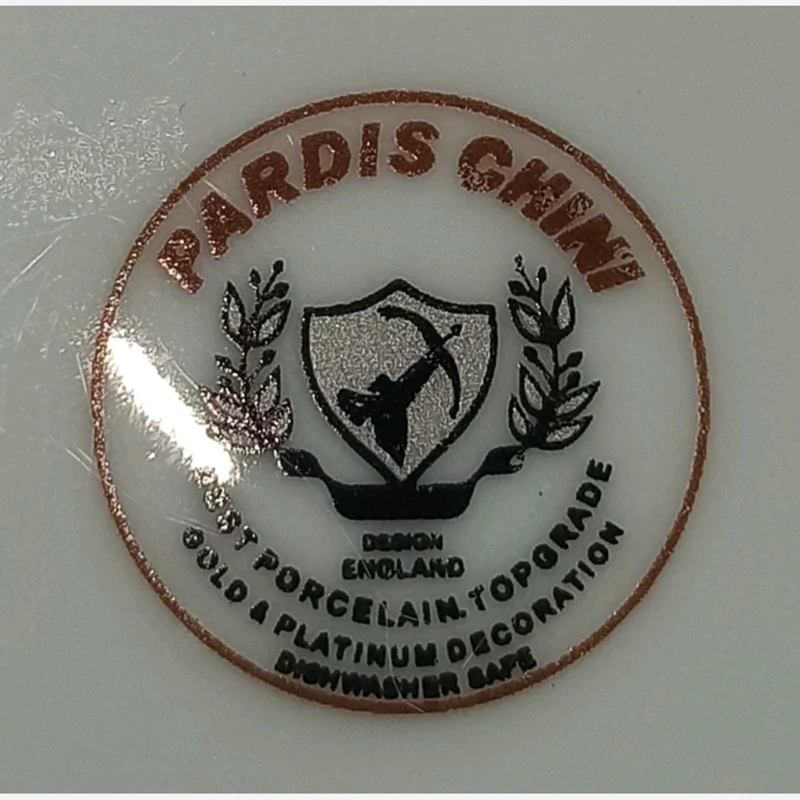 PARDIS CHINI
DESIGN
ENGLAND
BEST PORCELAIN. TOPGRADE
GOLD & PLATINUM DECORATION
DISHWASHER SAFE